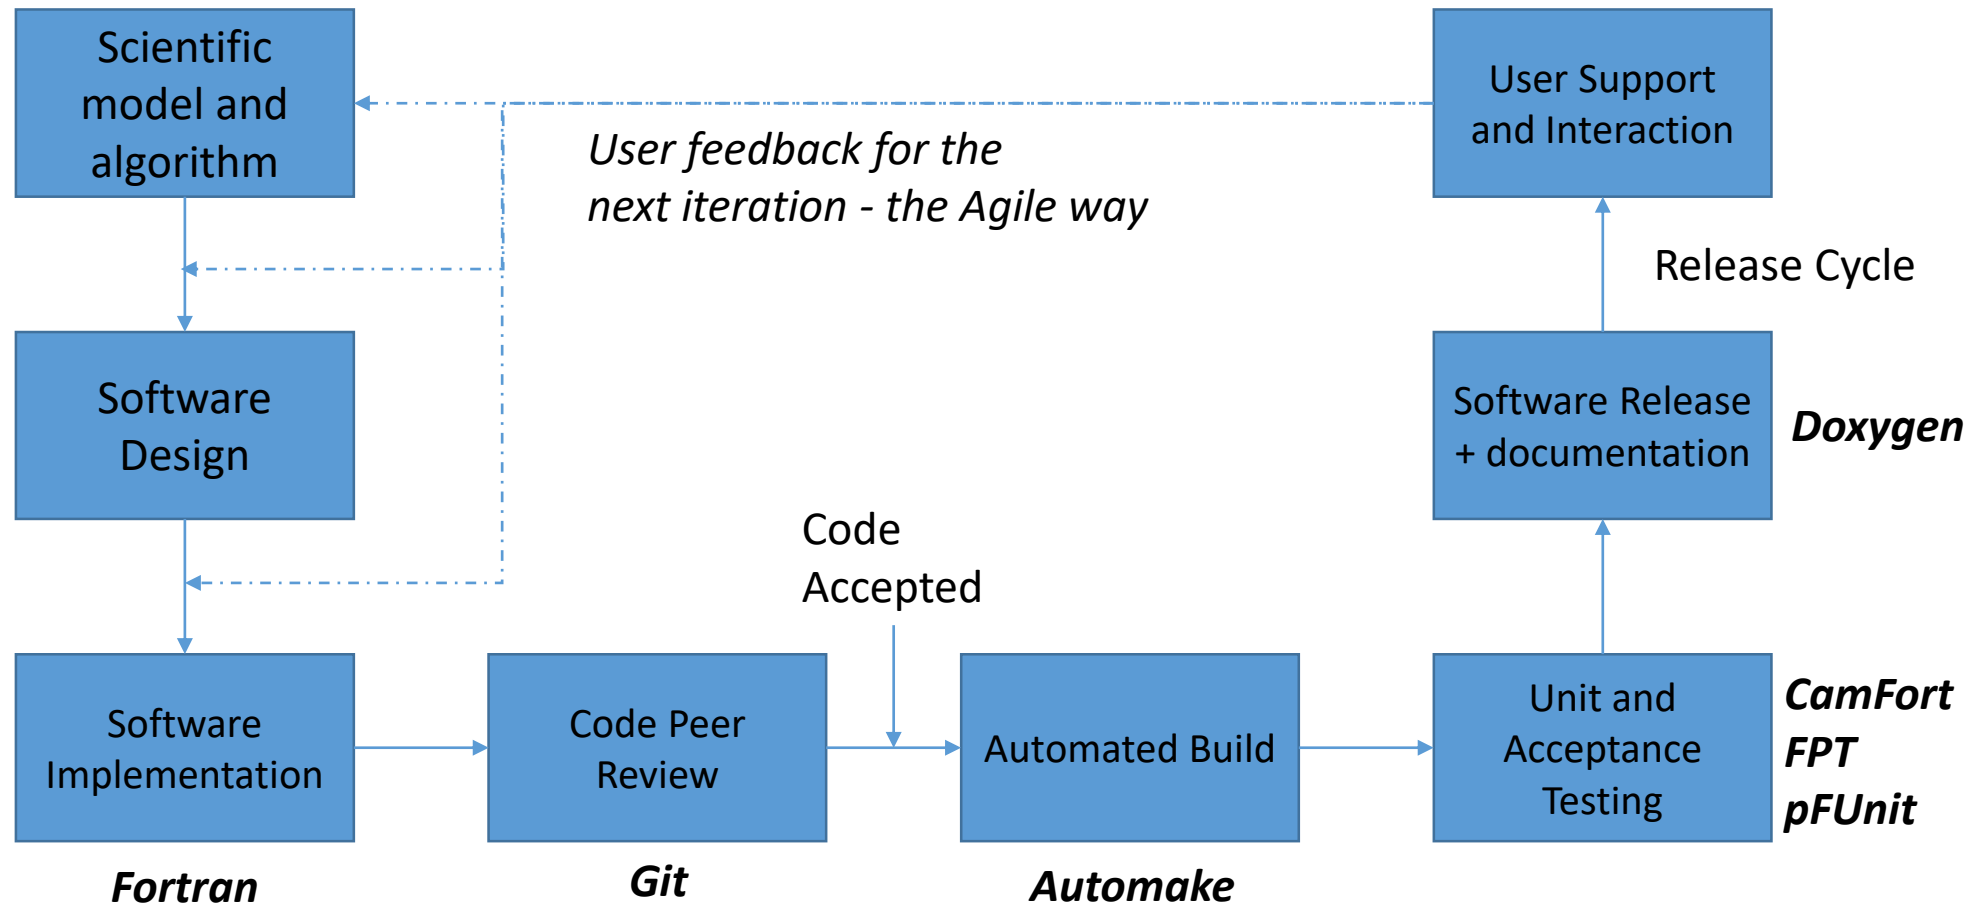 Scientific
model and
algorithm
User Support
and Interaction
User feedback for the
next iteration - the Agile way
Release Cycle
Software
Design
Software Release
+ documentation
Doxygen
Code
Accepted
Software
Implementation
Code Peer
Review
Automated Build
Unit and
Acceptance
Testing
CamFort
FPT
pFUnit
Fortran
Git
Automake